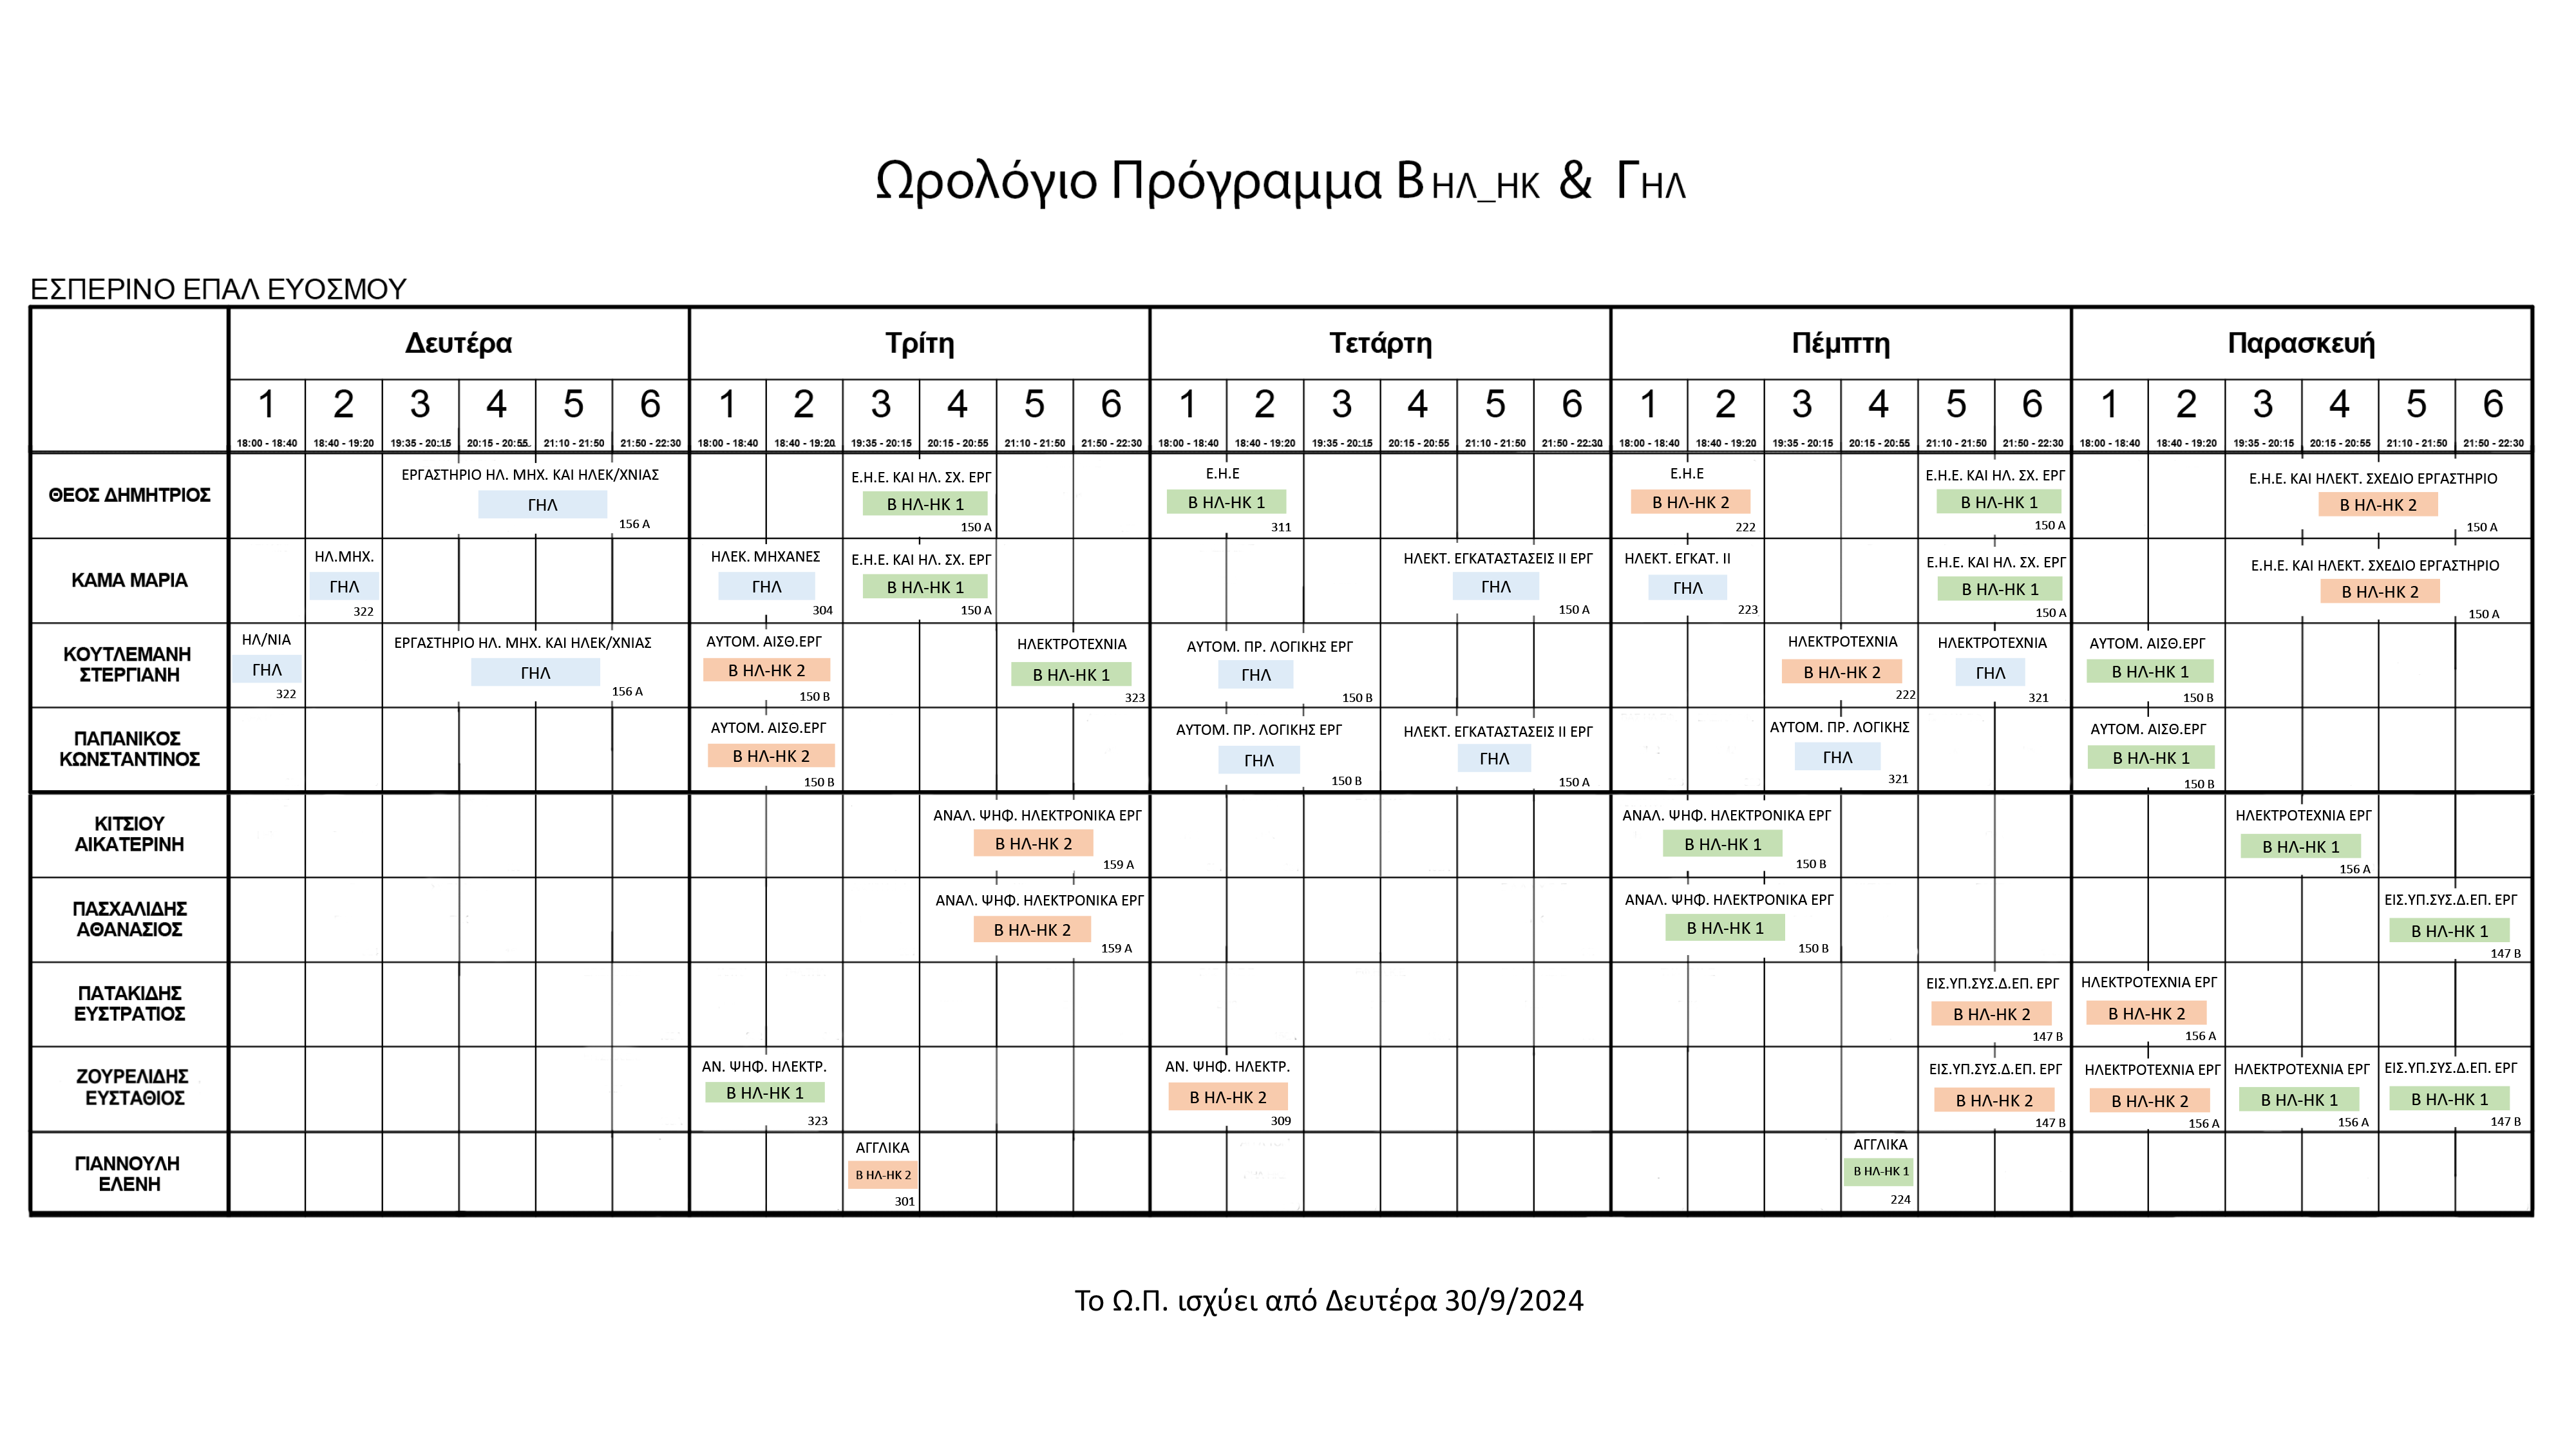 Ωρολόγιο Πρόγραμμα Β ΗΛ_ΗΚ & ΓΗΛ
ΕΣΠΕΡΙΝΟ ΕΠΑΛ ΕΥΟΣΜΟΥ
Δευτέρα Τρίτη Τετάρτη Πέμπτη Παρασκευή
1 2 3 4 5 6 1 2 3 4 5 6 1 2 3 4 5 6 1 2 3 4 5 6 1 2 3 4 5 6
18:00 - 18:40 18:40 - 19:20 19:35 - 20:15 20:15 - 20:55 21:10 - 21:50 21:50 - 22:30 18:00 - 18:40 18:40 - 19:20 19:35 - 20:15 20:15 - 20:55 21:10 - 21:50 21:50 - 22:30 18:00 - 18:40 18:40 - 19:20 19:35 - 20:15 20:15 - 20:55 21:10 - 21:50 21:50 - 22:30 18:00 - 18:40 18:40 - 19:20 19:35 - 20:15 20:15 - 20:55 21:10 - 21:50 21:50 - 22:30 18:00 - 18:40 18:40 - 19:20 19:35 - 20:15 20:15 - 20:55 21:10 - 21:50 21:50 - 22:30
ΘΕΟΣ ΔΗΜΗΤΡΙΟΣ
ΕΡΓΑΣΤΗΡΙΟ ΗΛ. ΜΗΧ. ΚΑΙ ΗΛΕΚ/ΧΝΙΑΣ Ε.Η.Ε. ΚΑΙ ΗΛ. ΣΧ. ΕΡΓ Ε.Η.Ε Ε.Η.Ε Ε.Η.Ε. ΚΑΙ ΗΛ. ΣΧ. ΕΡΓ Ε.Η.Ε. ΚΑΙ ΗΛΕΚΤ. ΣΧΕΔΙΟ ΕΡΓΑΣΤΗΡΙΟ
ΓΗΛ Β ΗΛ-ΗΚ 1 Β ΗΛ-ΗΚ 1 Β ΗΛ-ΗΚ 2 Β ΗΛ-ΗΚ 1 Β ΗΛ-ΗΚ 2
156 Α 150 Α 311 222 150 Α 150 Α
ΚΑΜΑ ΜΑΡΙΑ
ΗΛ.ΜΗΧ. ΗΛΕΚ. ΜΗΧΑΝΕΣ Ε.Η.Ε. ΚΑΙ ΗΛ. ΣΧ. ΕΡΓ ΗΛΕΚΤ. ΕΓΚΑΤΑΣΤΑΣΕΙΣ ΙΙ ΕΡΓ ΗΛΕΚΤ. ΕΓΚΑΤ. ΙΙ Ε.Η.Ε. ΚΑΙ ΗΛ. ΣΧ. ΕΡΓ Ε.Η.Ε. ΚΑΙ ΗΛΕΚΤ. ΣΧΕΔΙΟ ΕΡΓΑΣΤΗΡΙΟ
ΓΗΛ ΓΗΛ Β ΗΛ-ΗΚ 1 ΓΗΛ ΓΗΛ Β ΗΛ-ΗΚ 1 Β ΗΛ-ΗΚ 2
322 304 150 Α 150 Α 223 150 Α 150 Α
ΚΟΥΤΛΕΜΑΝΗ
ΣΤΕΡΓΙΑΝΗ
ΗΛ/ΝΙΑ ΕΡΓΑΣΤΗΡΙΟ ΗΛ. ΜΗΧ. ΚΑΙ ΗΛΕΚ/ΧΝΙΑΣ ΑΥΤΟΜ. ΑΙΣΘ.ΕΡΓ ΗΛΕΚΤΡΟΤΕΧΝΙΑ ΑΥΤΟΜ. ΠΡ. ΛΟΓΙΚΗΣ ΕΡΓ ΗΛΕΚΤΡΟΤΕΧΝΙΑ ΗΛΕΚΤΡΟΤΕΧΝΙΑ ΑΥΤΟΜ. ΑΙΣΘ.ΕΡΓ
ΓΗΛ ΓΗΛ Β ΗΛ-ΗΚ 2 Β ΗΛ-ΗΚ 1 ΓΗΛ Β ΗΛ-ΗΚ 2 ΓΗΛ Β ΗΛ-ΗΚ 1
322 156 Α 150 Β 323 150 Β 222 321 150 Β
ΠΑΠΑΝΙΚΟΣ
ΚΩΝΣΤΑΝΤΙΝΟΣ
ΑΥΤΟΜ. ΑΙΣΘ.ΕΡΓ ΑΥΤΟΜ. ΠΡ. ΛΟΓΙΚΗΣ ΕΡΓ ΗΛΕΚΤ. ΕΓΚΑΤΑΣΤΑΣΕΙΣ ΙΙ ΕΡΓ ΑΥΤΟΜ. ΠΡ. ΛΟΓΙΚΗΣ ΑΥΤΟΜ. ΑΙΣΘ.ΕΡΓ
Β ΗΛ-ΗΚ 2 ΓΗΛ ΓΗΛ ΓΗΛ Β ΗΛ-ΗΚ 1
150 Β 150 Β 150 Α 321 150 Β
ΚΙΤΣΙΟΥ
ΑΙΚΑΤΕΡΙΝΗ
ΑΝΑΛ. ΨΗΦ. ΗΛΕΚΤΡΟΝΙΚΑ ΕΡΓ ΑΝΑΛ. ΨΗΦ. ΗΛΕΚΤΡΟΝΙΚΑ ΕΡΓ ΗΛΕΚΤΡΟΤΕΧΝΙΑ ΕΡΓ
Β ΗΛ-ΗΚ 2 Β ΗΛ-ΗΚ 1 Β ΗΛ-ΗΚ 1
159 Α 150 Β 156 Α
ΠΑΣΧΑΛΙΔΗΣ
ΑΘΑΝΑΣΙΟΣ
ΑΝΑΛ. ΨΗΦ. ΗΛΕΚΤΡΟΝΙΚΑ ΕΡΓ ΑΝΑΛ. ΨΗΦ. ΗΛΕΚΤΡΟΝΙΚΑ ΕΡΓ ΕΙΣ.ΥΠ.ΣΥΣ.Δ.ΕΠ. ΕΡΓ
Β ΗΛ-ΗΚ 2 Β ΗΛ-ΗΚ 1 Β ΗΛ-ΗΚ 1
159 Α 150 Β 147 Β
ΠΑΤΑΚΙΔΗΣ
ΕΥΣΤΡΑΤΙΟΣ
ΕΙΣ.ΥΠ.ΣΥΣ.Δ.ΕΠ. ΕΡΓ ΗΛΕΚΤΡΟΤΕΧΝΙΑ ΕΡΓ
Β ΗΛ-ΗΚ 2 Β ΗΛ-ΗΚ 2
147 Β 156 Α
ΖΟΥΡΕΛΙΔΗΣ
ΕΥΣΤΑΘΙΟΣ
ΑΝ. ΨΗΦ. ΗΛΕΚΤΡ. ΑΝ. ΨΗΦ. ΗΛΕΚΤΡ. ΕΙΣ.ΥΠ.ΣΥΣ.Δ.ΕΠ. ΕΡΓ ΗΛΕΚΤΡΟΤΕΧΝΙΑ ΕΡΓ ΗΛΕΚΤΡΟΤΕΧΝΙΑ ΕΡΓ ΕΙΣ.ΥΠ.ΣΥΣ.Δ.ΕΠ. ΕΡΓ
Β ΗΛ-ΗΚ 1 Β ΗΛ-ΗΚ 2 Β ΗΛ-ΗΚ 2 Β ΗΛ-ΗΚ 2 Β ΗΛ-ΗΚ 1 Β ΗΛ-ΗΚ 1
323 309 147 Β 156 Α 156 Α 147 Β
ΓΙΑΝΝΟΥΛΗ
ΕΛΕΝΗ
ΑΓΓΛΙΚΑ ΑΓΓΛΙΚΑ
Β ΗΛ-ΗΚ 2 Β ΗΛ-ΗΚ 1
301 224
Το Ω.Π. ισχύει από Δευτέρα 30/9/2024